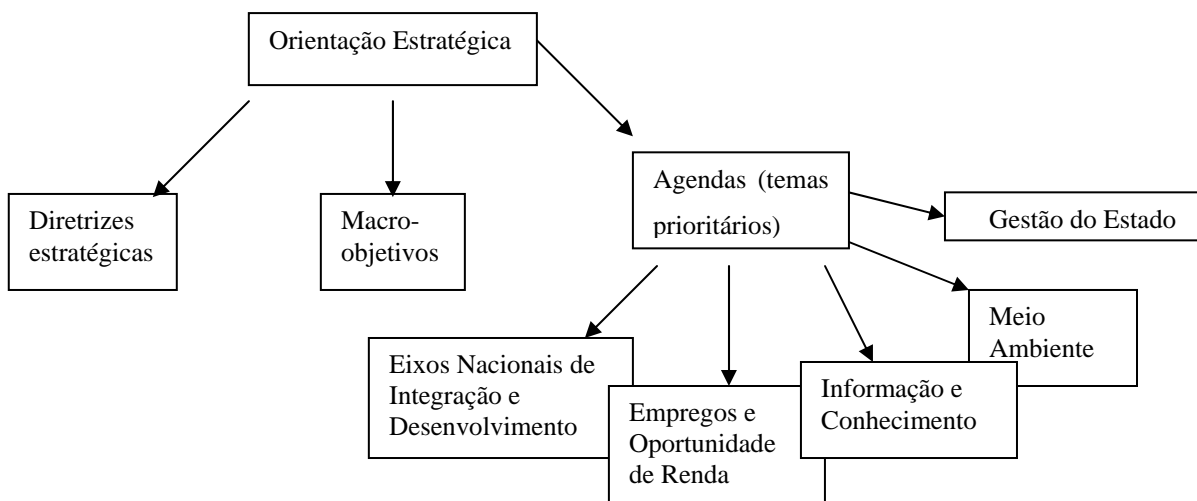 Orientação Estratégica
Diretrizes
estratégicas
Macro-
objetivos
Agendas (temas
prioritários)
Gestão do Estado
Eixos Nacionais de
Integração e
Desenvolvimento
Empregos e
Oportunidade
de Renda
Informação e
Conhecimento
Meio
Ambiente